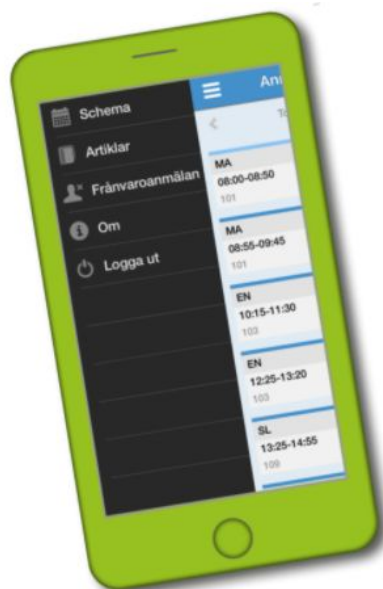 Schema
Artiklar
Frånvaroanmälan
Om
Logga ut
MA
08:00-08:50
101
MA
08:55-09:45
101
EN
10:15-11:30
103
EN
12:25-13:20
103
SL
13:25-14:55
109